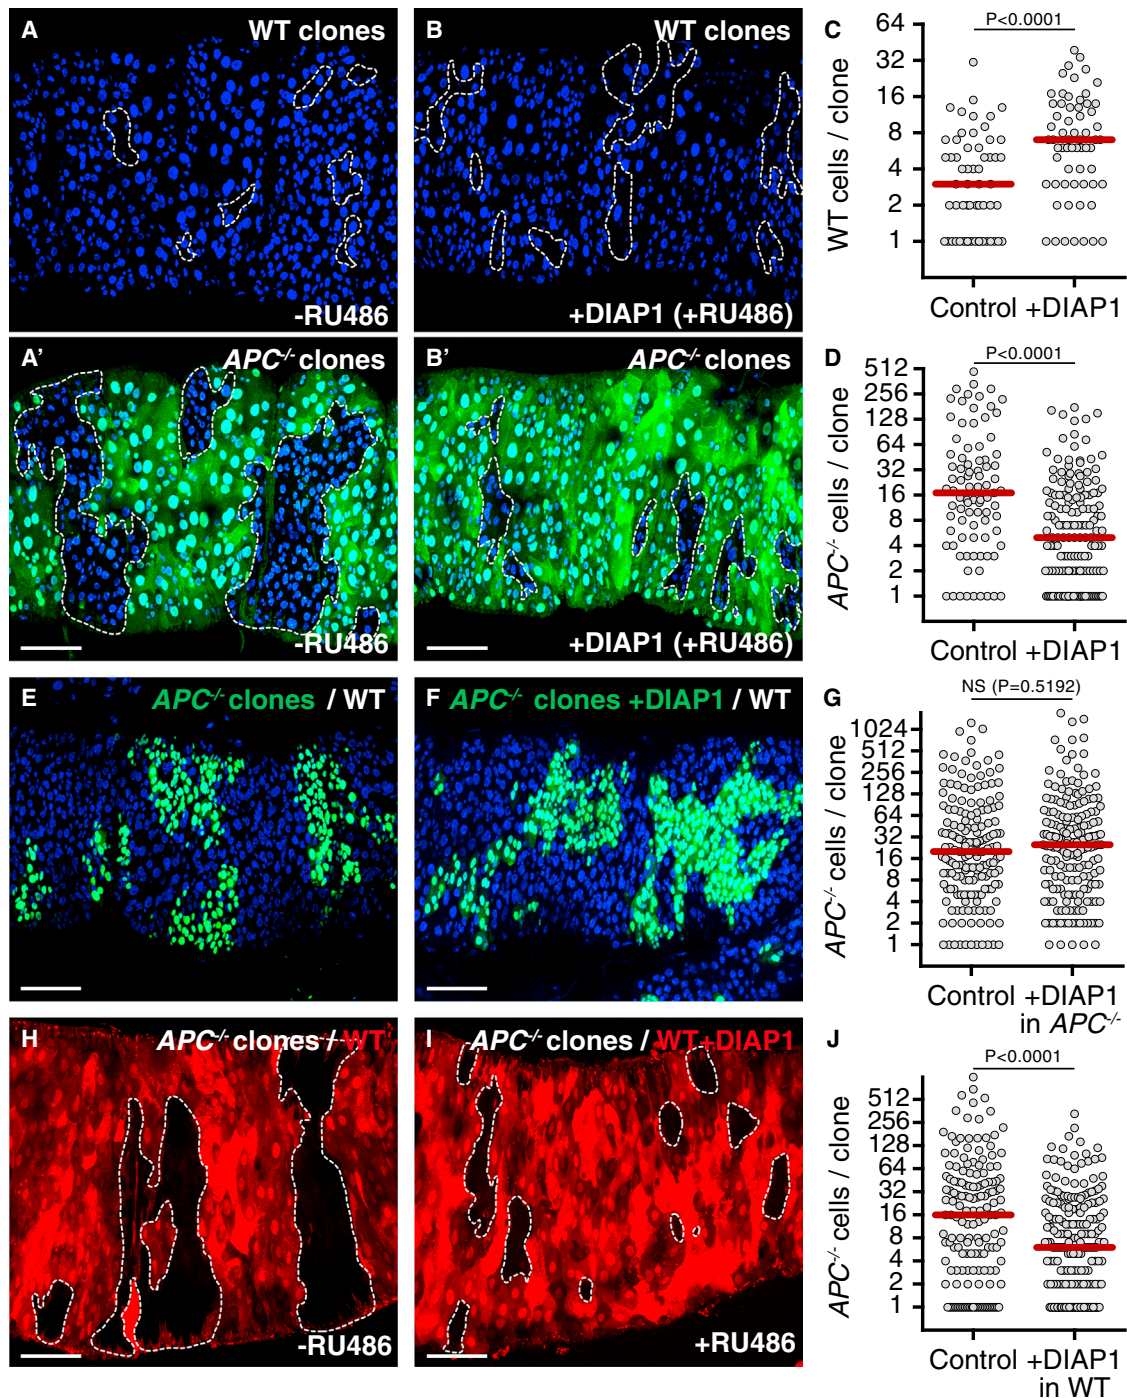 A WT clones
-RU486
B WT clones
+DIAP1 (+RU486)
C P<0.0001
WT cells / clone
64
32
16
8
4
2
1
Control +DIAP1
A' APC-/- clones
-RU486
B' APC-/- clones
+DIAP1 (+RU486)
D P<0.0001
APC-/- cells / clone
512
256
128
64
32
16
8
4
2
1
Control +DIAP1
E APC-/- clones / WT
F APC-/- clones +DIAP1 / WT
G NS (P=0.5192)
APC-/- cells / clone
1024
512
256
128
64
32
16
8
4
2
1
Control +DIAP1
in APC-/-
H APC-/- clones / WT
-RU486
I APC-/- clones / WT+DIAP1
+RU486
J P<0.0001
APC-/- cells / clone
512
256
128
64
32
16
8
4
2
1
Control +DIAP1
in WT